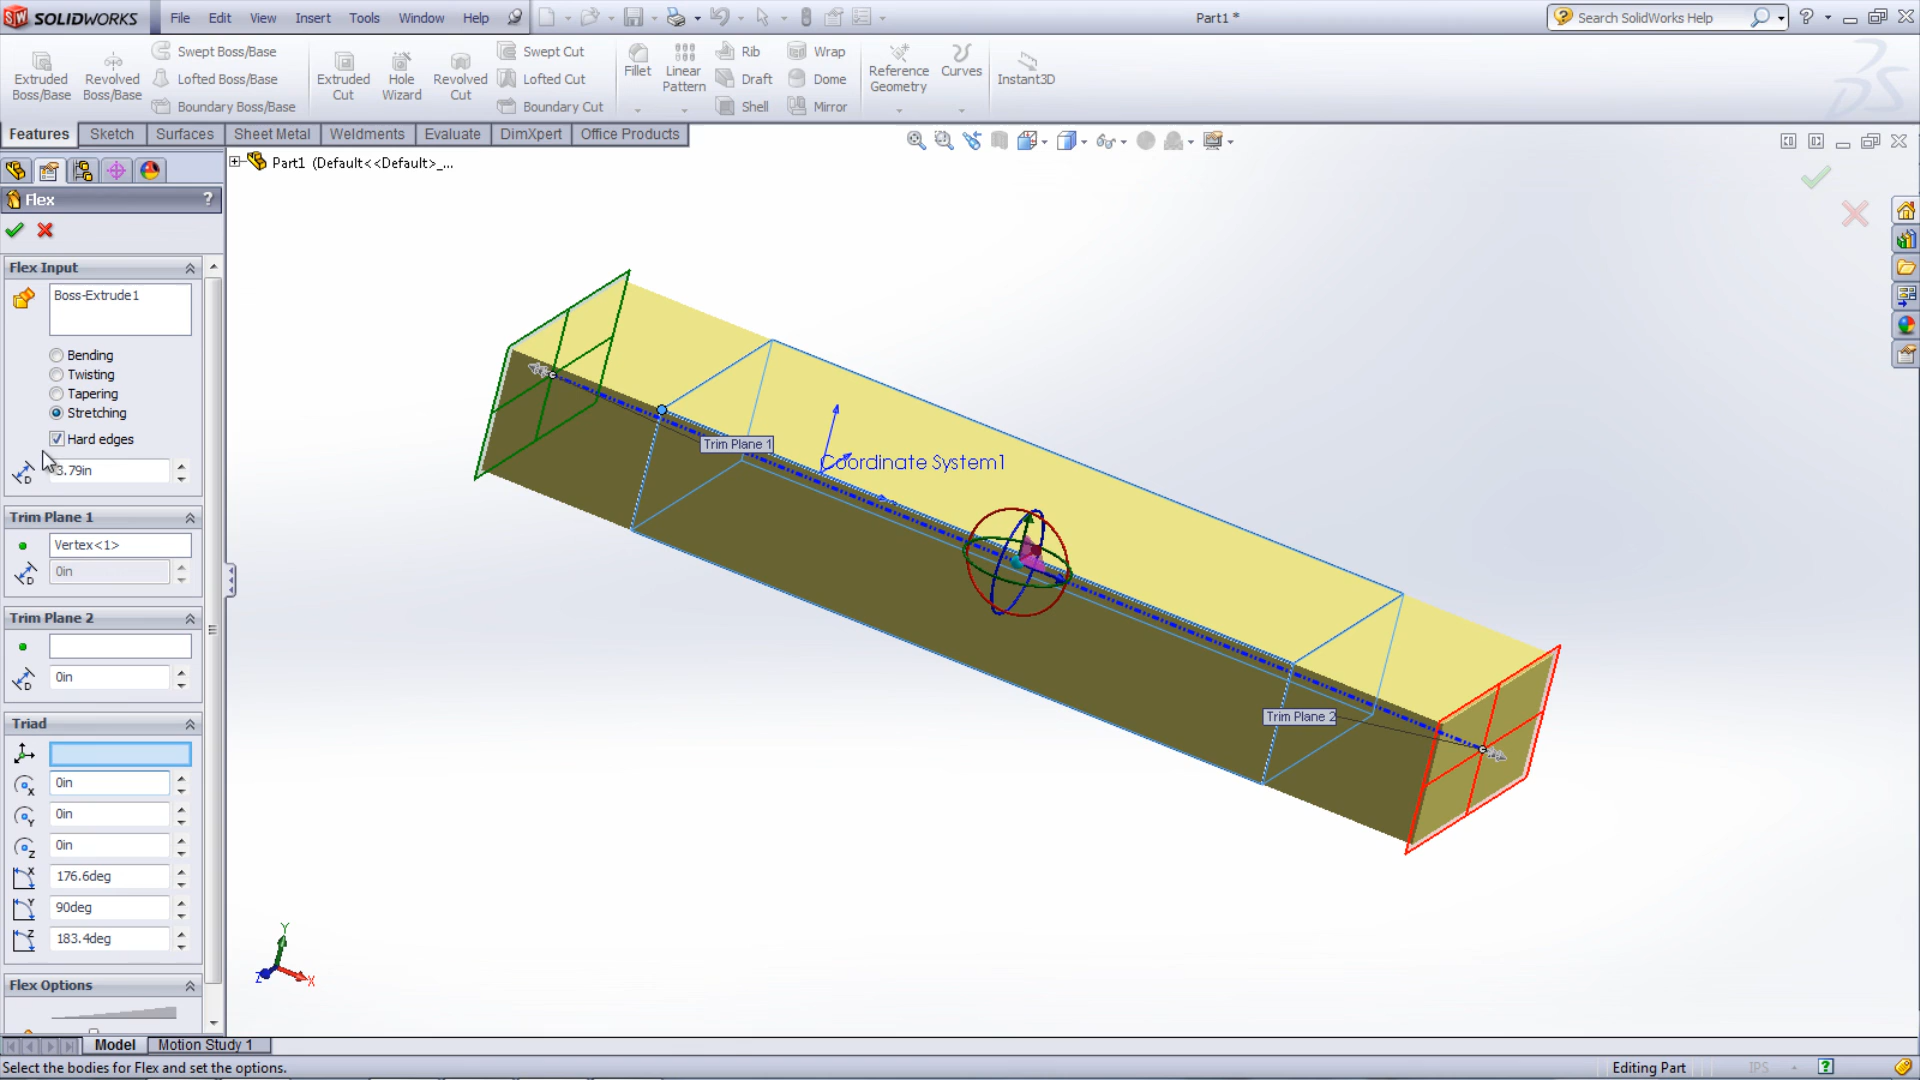 SOLIDWORKS File Edit View Insert Tools Window Help Part1 * Search SolidWorks Help
Extruded Boss/Base
Revolved Boss/Base
Swept Boss/Base
Lofted Boss/Base
Boundary Boss/Base
Extruded Cut
Hole Wizard
Revolved Cut
Swept Cut
Lofted Cut
Boundary Cut
Fillet
Linear Pattern
Rib
Draft
Shell
Wrap
Dome
Mirror
Reference Geometry
Curves
Instant3D
Features Sketch Surfaces Sheet Metal Weldments Evaluate DimXpert Office Products
Part1 (Default<<Default>_...
Flex ?
Flex Input
Boss-Extrude1
Bending
Twisting
Tapering
Stretching
Hard edges
3.79in
Trim Plane 1
Vertex<1>
0in
Trim Plane 2
0in
Triad
0in
0in
0in
176.6deg
90deg
183.4deg
Flex Options
Trim Plane 1
Coordinate System1
Trim Plane 2
Y
Z
X
Model Motion Study 1
Select the bodies for Flex and set the options. Editing Part IPS